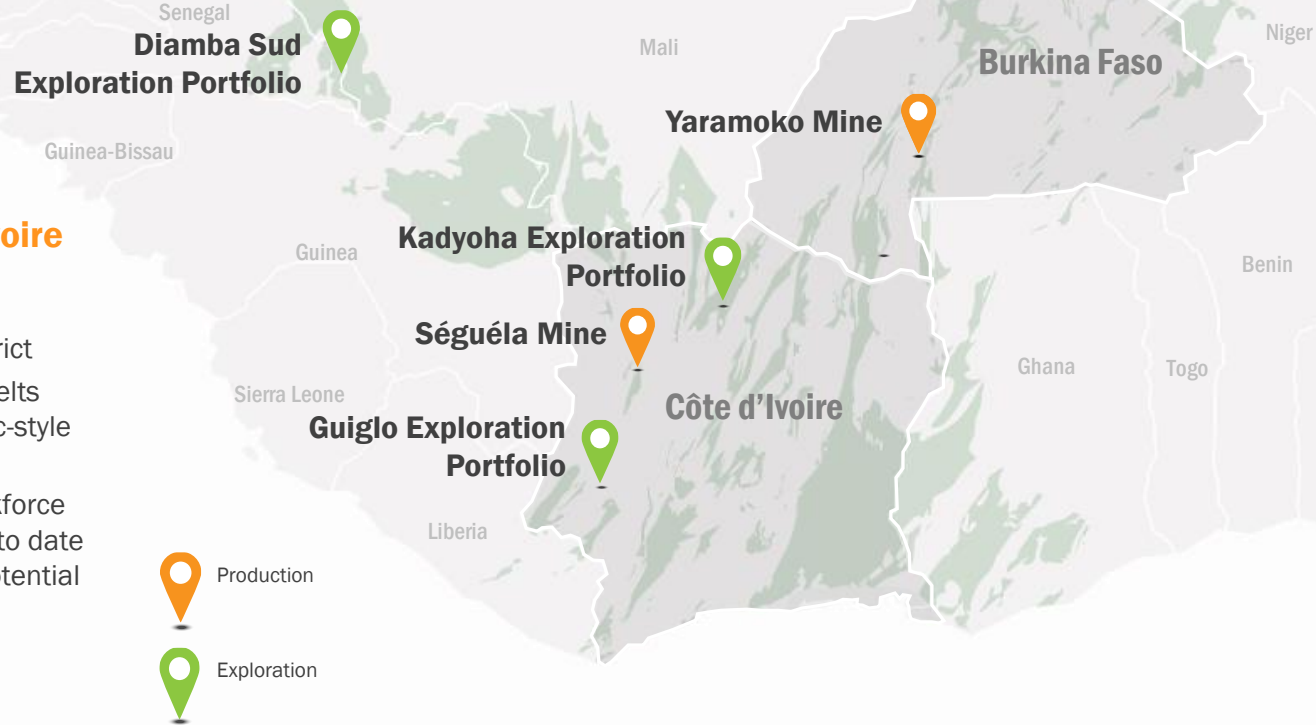 Senegal
Diamba Sud
Exploration Portfolio
Mali
Niger
Burkina Faso
Yaramoko Mine
Guinea-Bissau
oire
Kadyoha Exploration
Portfolio
Guinea
Benin
Séguéla Mine
rict
Ghana
Togo
elts
Sierra Leone
Côte d'Ivoire
c-style
Guiglo Exploration
Portfolio
kforce
Liberia
to date
otential
Production
Exploration